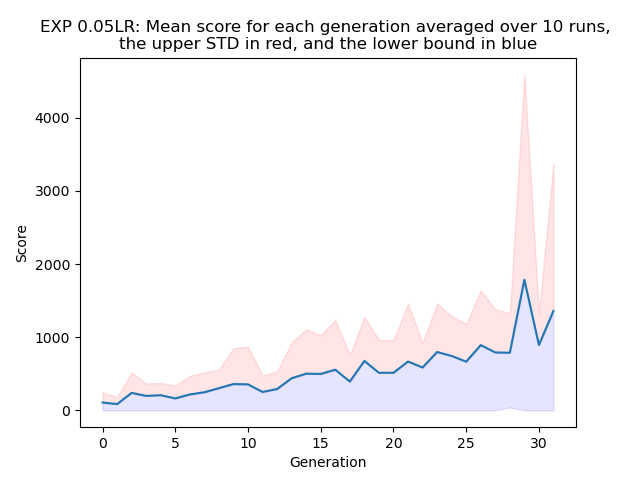 EXP 0.05LR: Mean score for each generation averaged over 10 runs,
the upper STD in red, and the lower bound in blue
4000
3000
2000
1000
0
Score
0 5 10 15 20 25 30
Generation